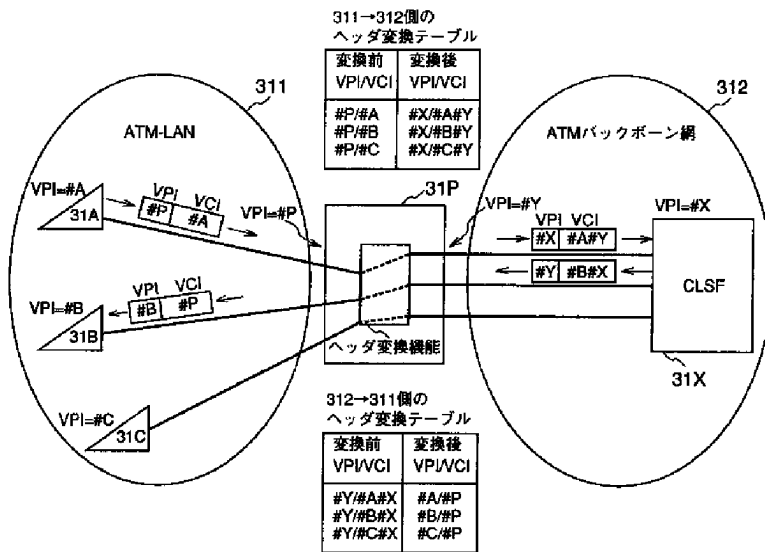 311→312側の
ヘッダ変換テーブル
変換前 変換後
VPI/VCI VPI/VCI
#P/#A #X/#A#Y
#P/#B #X/#B#Y
#P/#C #X/#C#Y
311
312
ATM-LAN
ATMバックボーン網
31P
VPI=#A
31A
VPI VCI
#P #A
VPI=#P
VPI=#Y
VPI VCI
#X #A#Y
#Y #B#X
VPI=#X
CLSF
31X
VPI=#B
31B
VPI VCI
#B #P
ヘッダ変換機能
VPI=#C
31C
312→311側の
ヘッダ変換テーブル
変換前 変換後
VPI/VCI VPI/VCI
#Y/#A#X #A/#P
#Y/#B#X #B/#P
#Y/#C#X #C/#P